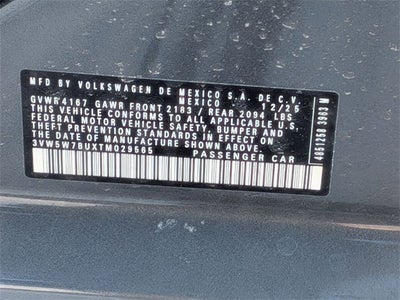 MFD BY VOLKSWAGEN DE MEXICO S.A. DE C.V.
MEXICO 12/25
GVWR 4167 GAWR FRONT 2183 / REAR 2094 LBS
THIS VEHICLE CONFORMS TO ALL APPLICABLE U.S.
FEDERAL MOTOR VEHICLE SAFETY, BUMPER AND
THEFT PREVENTION STANDARDS IN EFFECT ON
THE DATE OF MANUFACTURE SHOWN ABOVE
3VW5W7BUXTM029565
PASSENGER CAR
4851258 3983 M